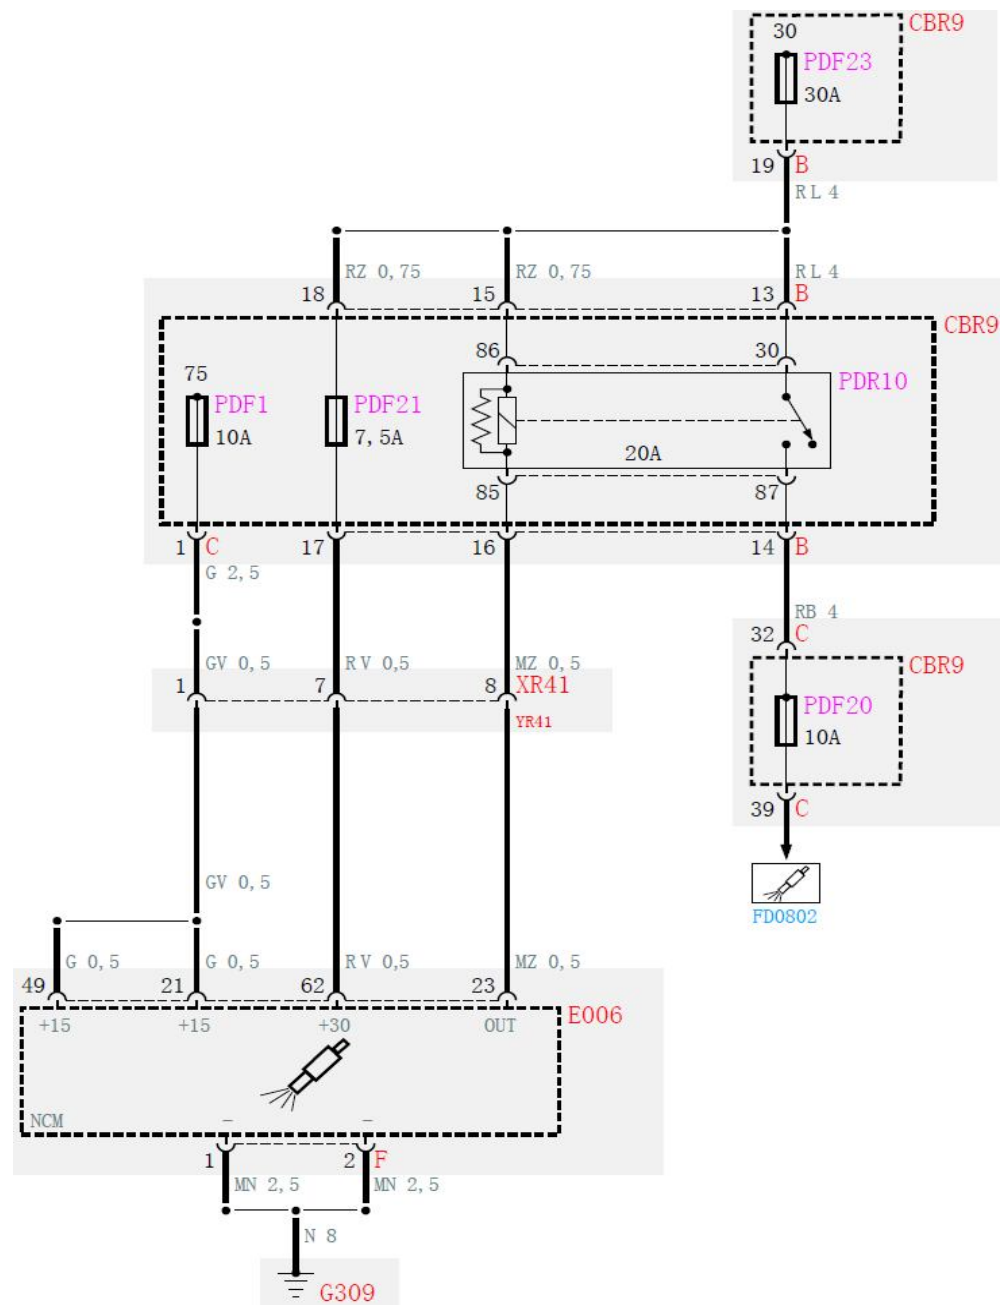 30
CBR9
PDF23
30A
19 B
RL 4
RZ 0,75
RZ 0,75
RL 4
18
15
13 B
CBR9
86
30
75
PDR10
PDF1
PDF21
10A
7,5A
20A
85
87
1 C
17
16
14 B
G 2,5
RB 4
32 C
GV 0,5
RV 0,5
MZ 0,5
CBR9
1
7
8 XR41
PDF20
YR41
10A
39 C
GV 0,5
FD0802
G 0,5
G 0,5
RV 0,5
MZ 0,5
49
21
62
23
E006
+15
+15
+30
OUT
NCM
–
–
1
2 F
MN 2,5
MN 2,5
N 8
G309